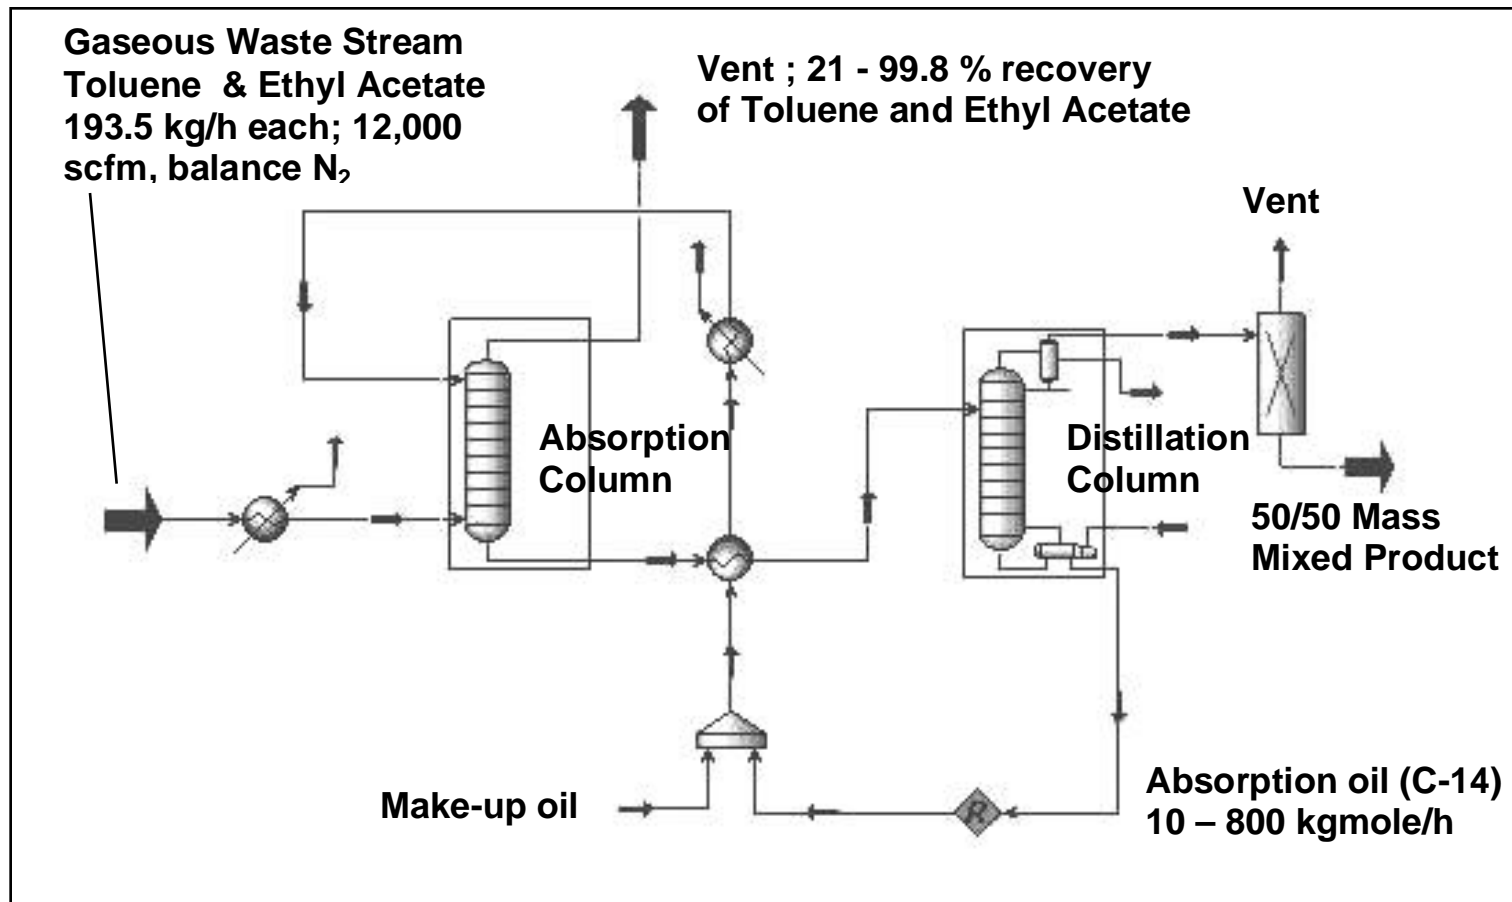 Gaseous Waste Stream
Toluene & Ethyl Acetate
193.5 kg/h each; 12,000
scfm, balance N₂
Vent ; 21 - 99.8 % recovery
of Toluene and Ethyl Acetate
Vent
Absorption
Column
Distillation
Column
50/50 Mass
Mixed Product
Make-up oil
R
Absorption oil (C-14)
10 – 800 kgmole/h